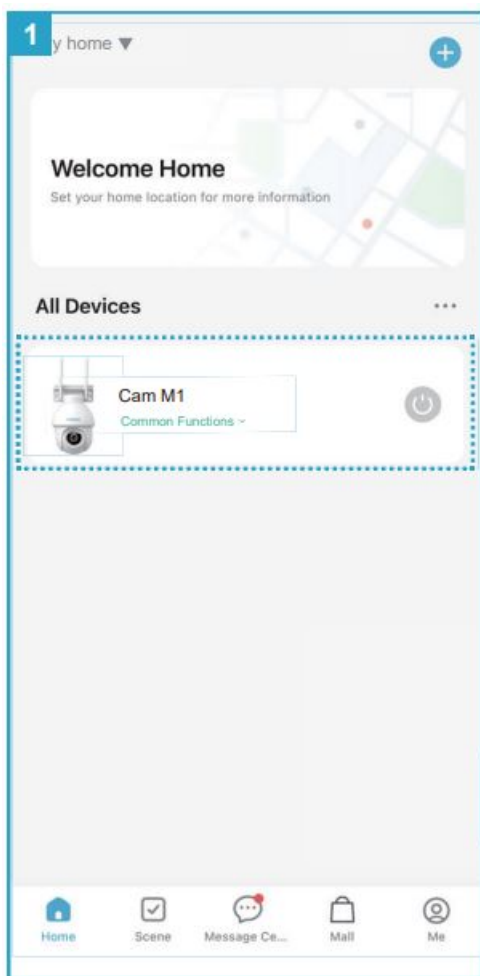 1
y home ▼
Welcome Home
Set your home location for more information
All Devices
Cam M1
Common Functions
Home
Scene
Message Ce...
Mall
Me